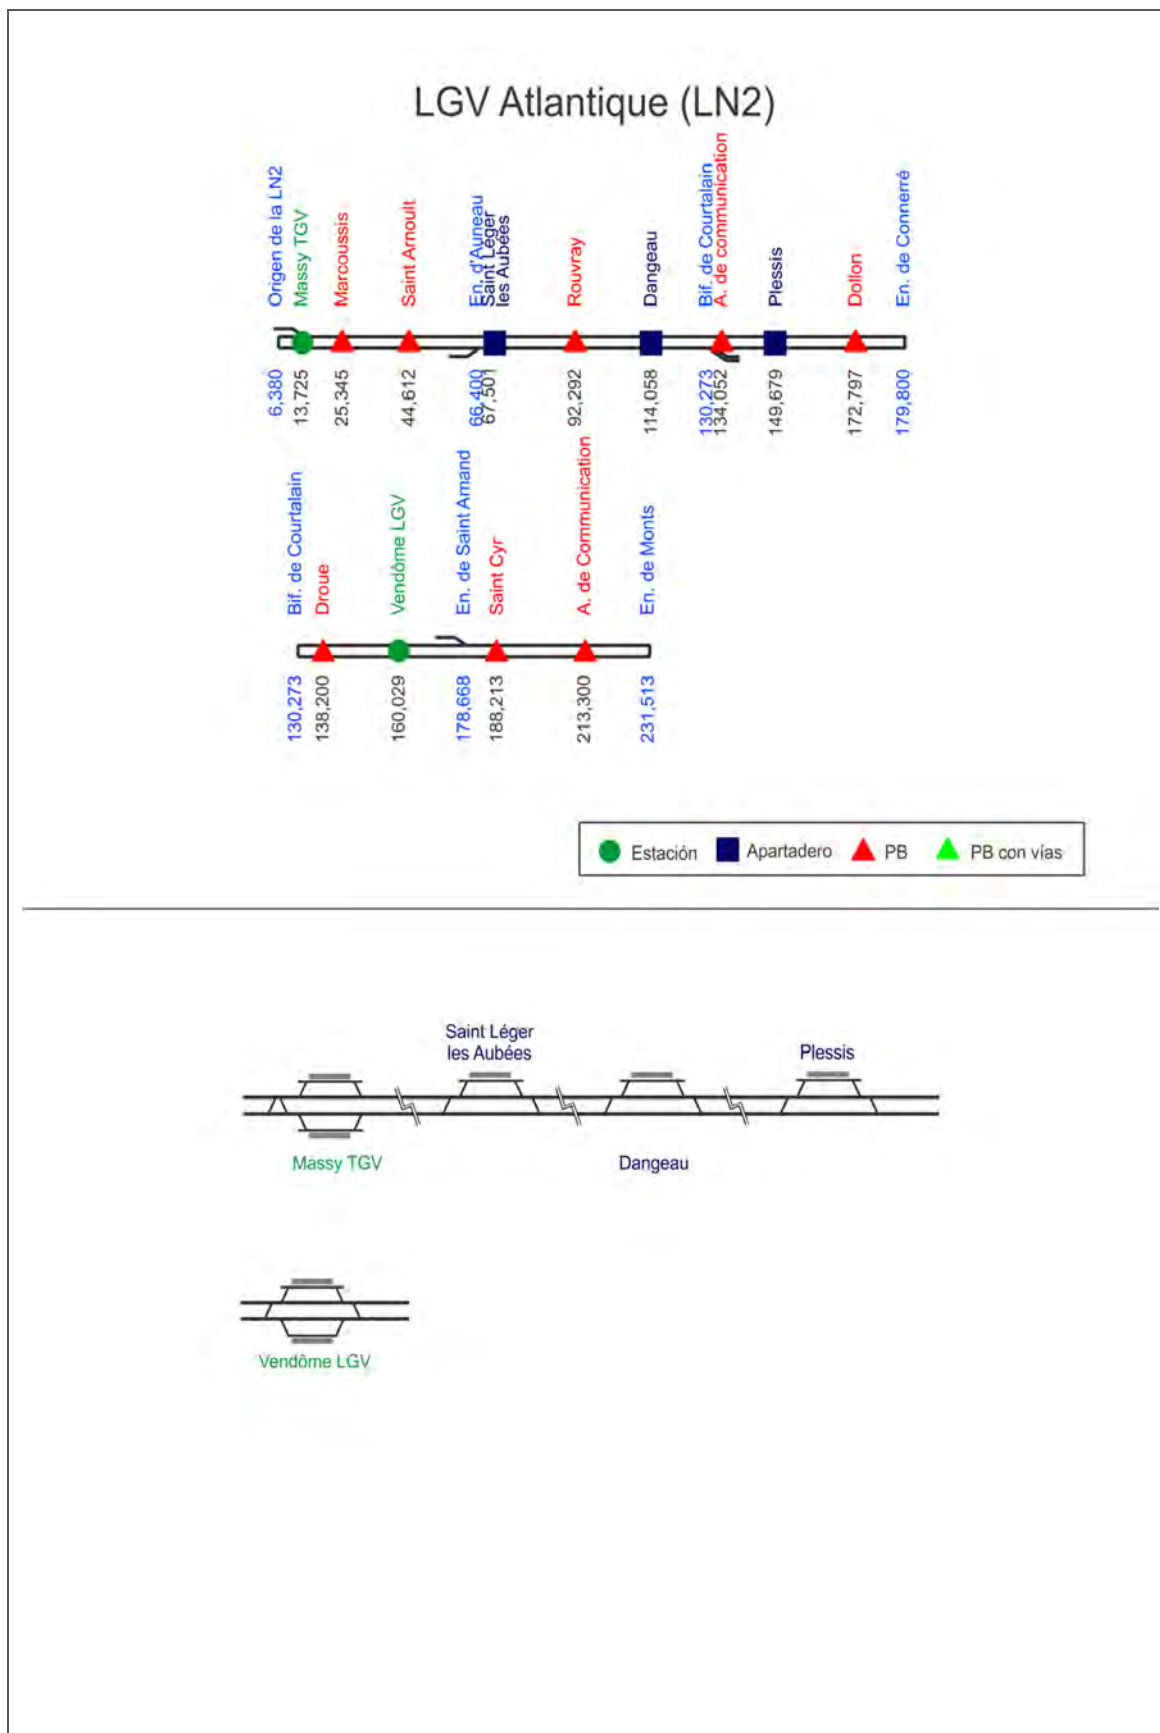 LGV Atlantique (LN2)
Origen de la LN2
Massy TGV
Marcoussis
Saint Arnoult
En. d'Auneau
Saint Léger
les Aubées
Rouvray
Dangeau
Bif. de Courtalain
A. de communication
Plessis
Dollon
En. de Connerré
6,380
13,725
25,345
44,612
66,400
67,501
92,292
114,058
130,273
134,052
149,679
172,797
179,800
Bif. de Courtalain
Droue
Vendôme LGV
En. de Saint Amand
Saint Cyr
A. de Communication
En. de Monts
130,273
138,200
160,029
178,668
188,213
213,300
231,513
Estación
Apartadero
PB
PB con vías
Saint Léger
les Aubées
Plessis
Massy TGV
Dangeau
Vendôme LGV